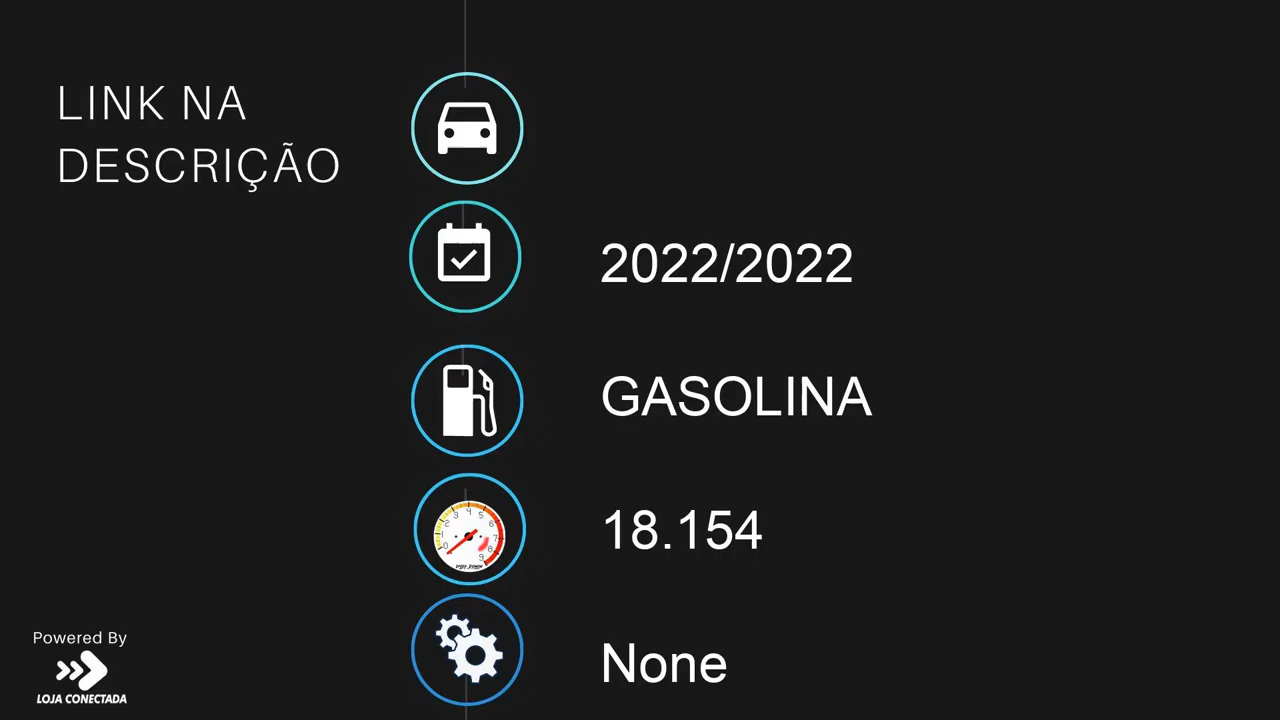 LINK NA
DESCRIÇÃO
2022/2022
GASOLINA
18.154
None
Powered By
LOJA CONECTADA